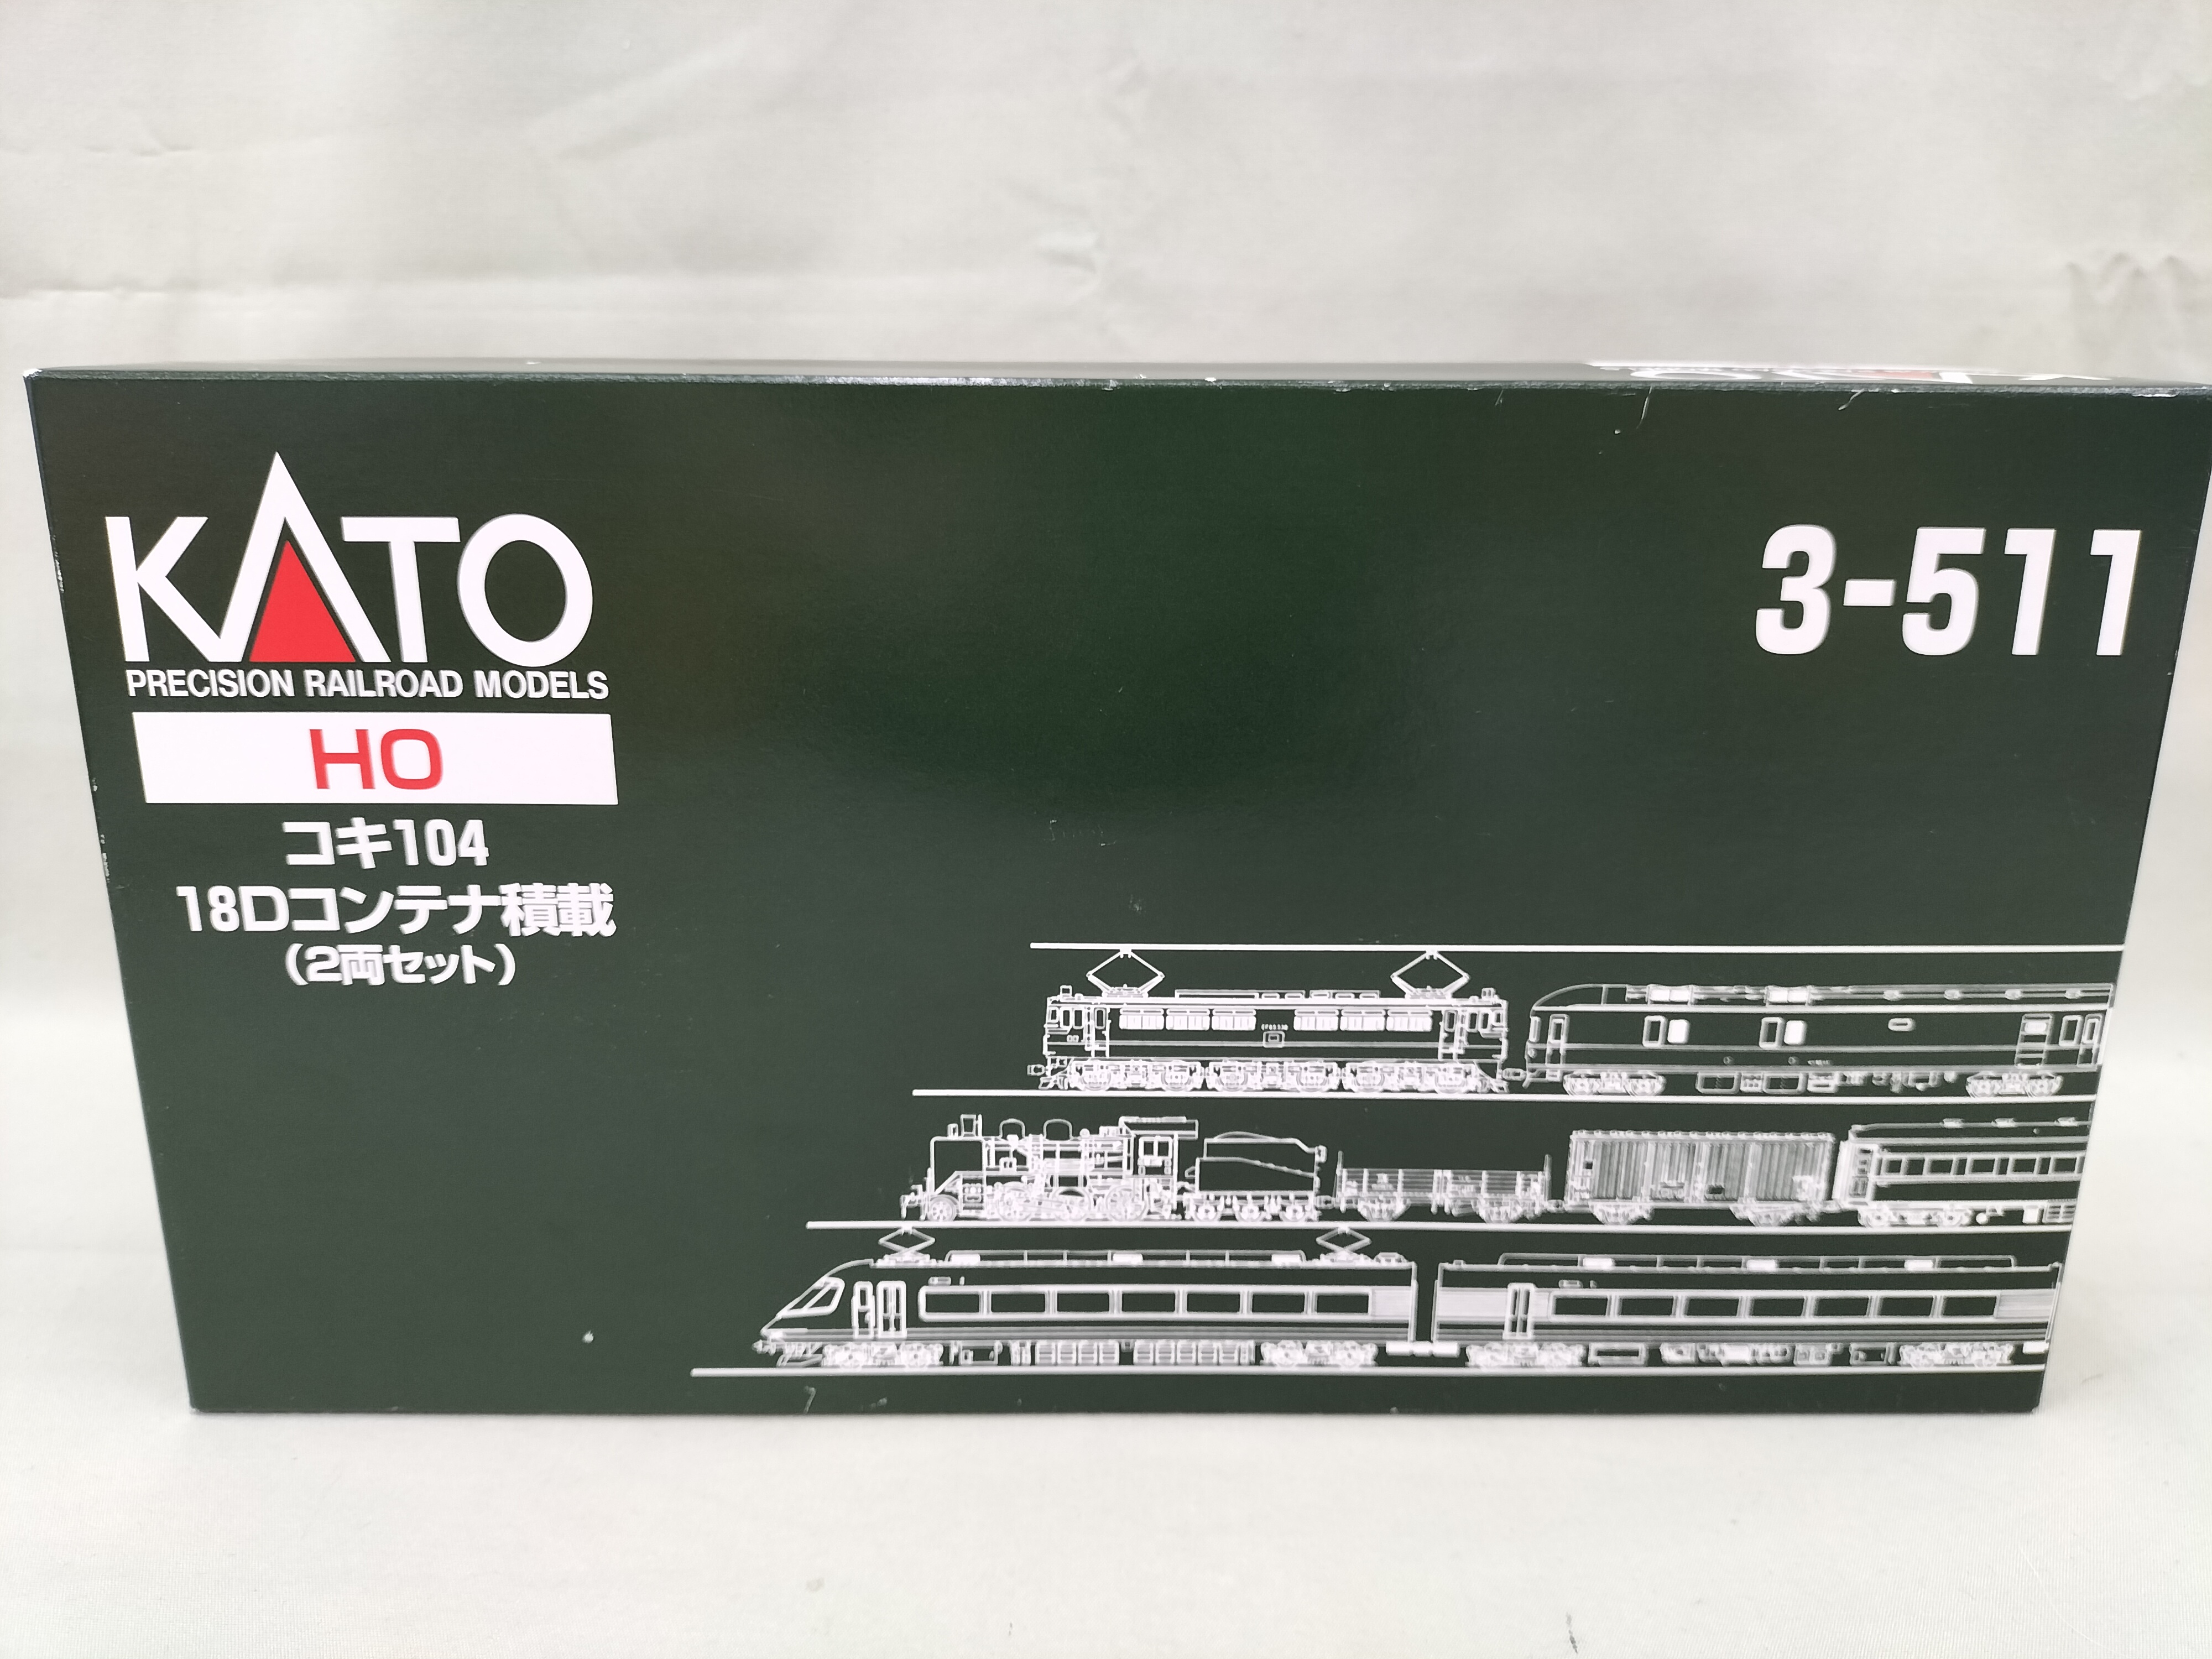 KATO
PRECISION RAILROAD MODELS
HO
コキ104
18Dコンテナ積載
(2両セット)
3-511